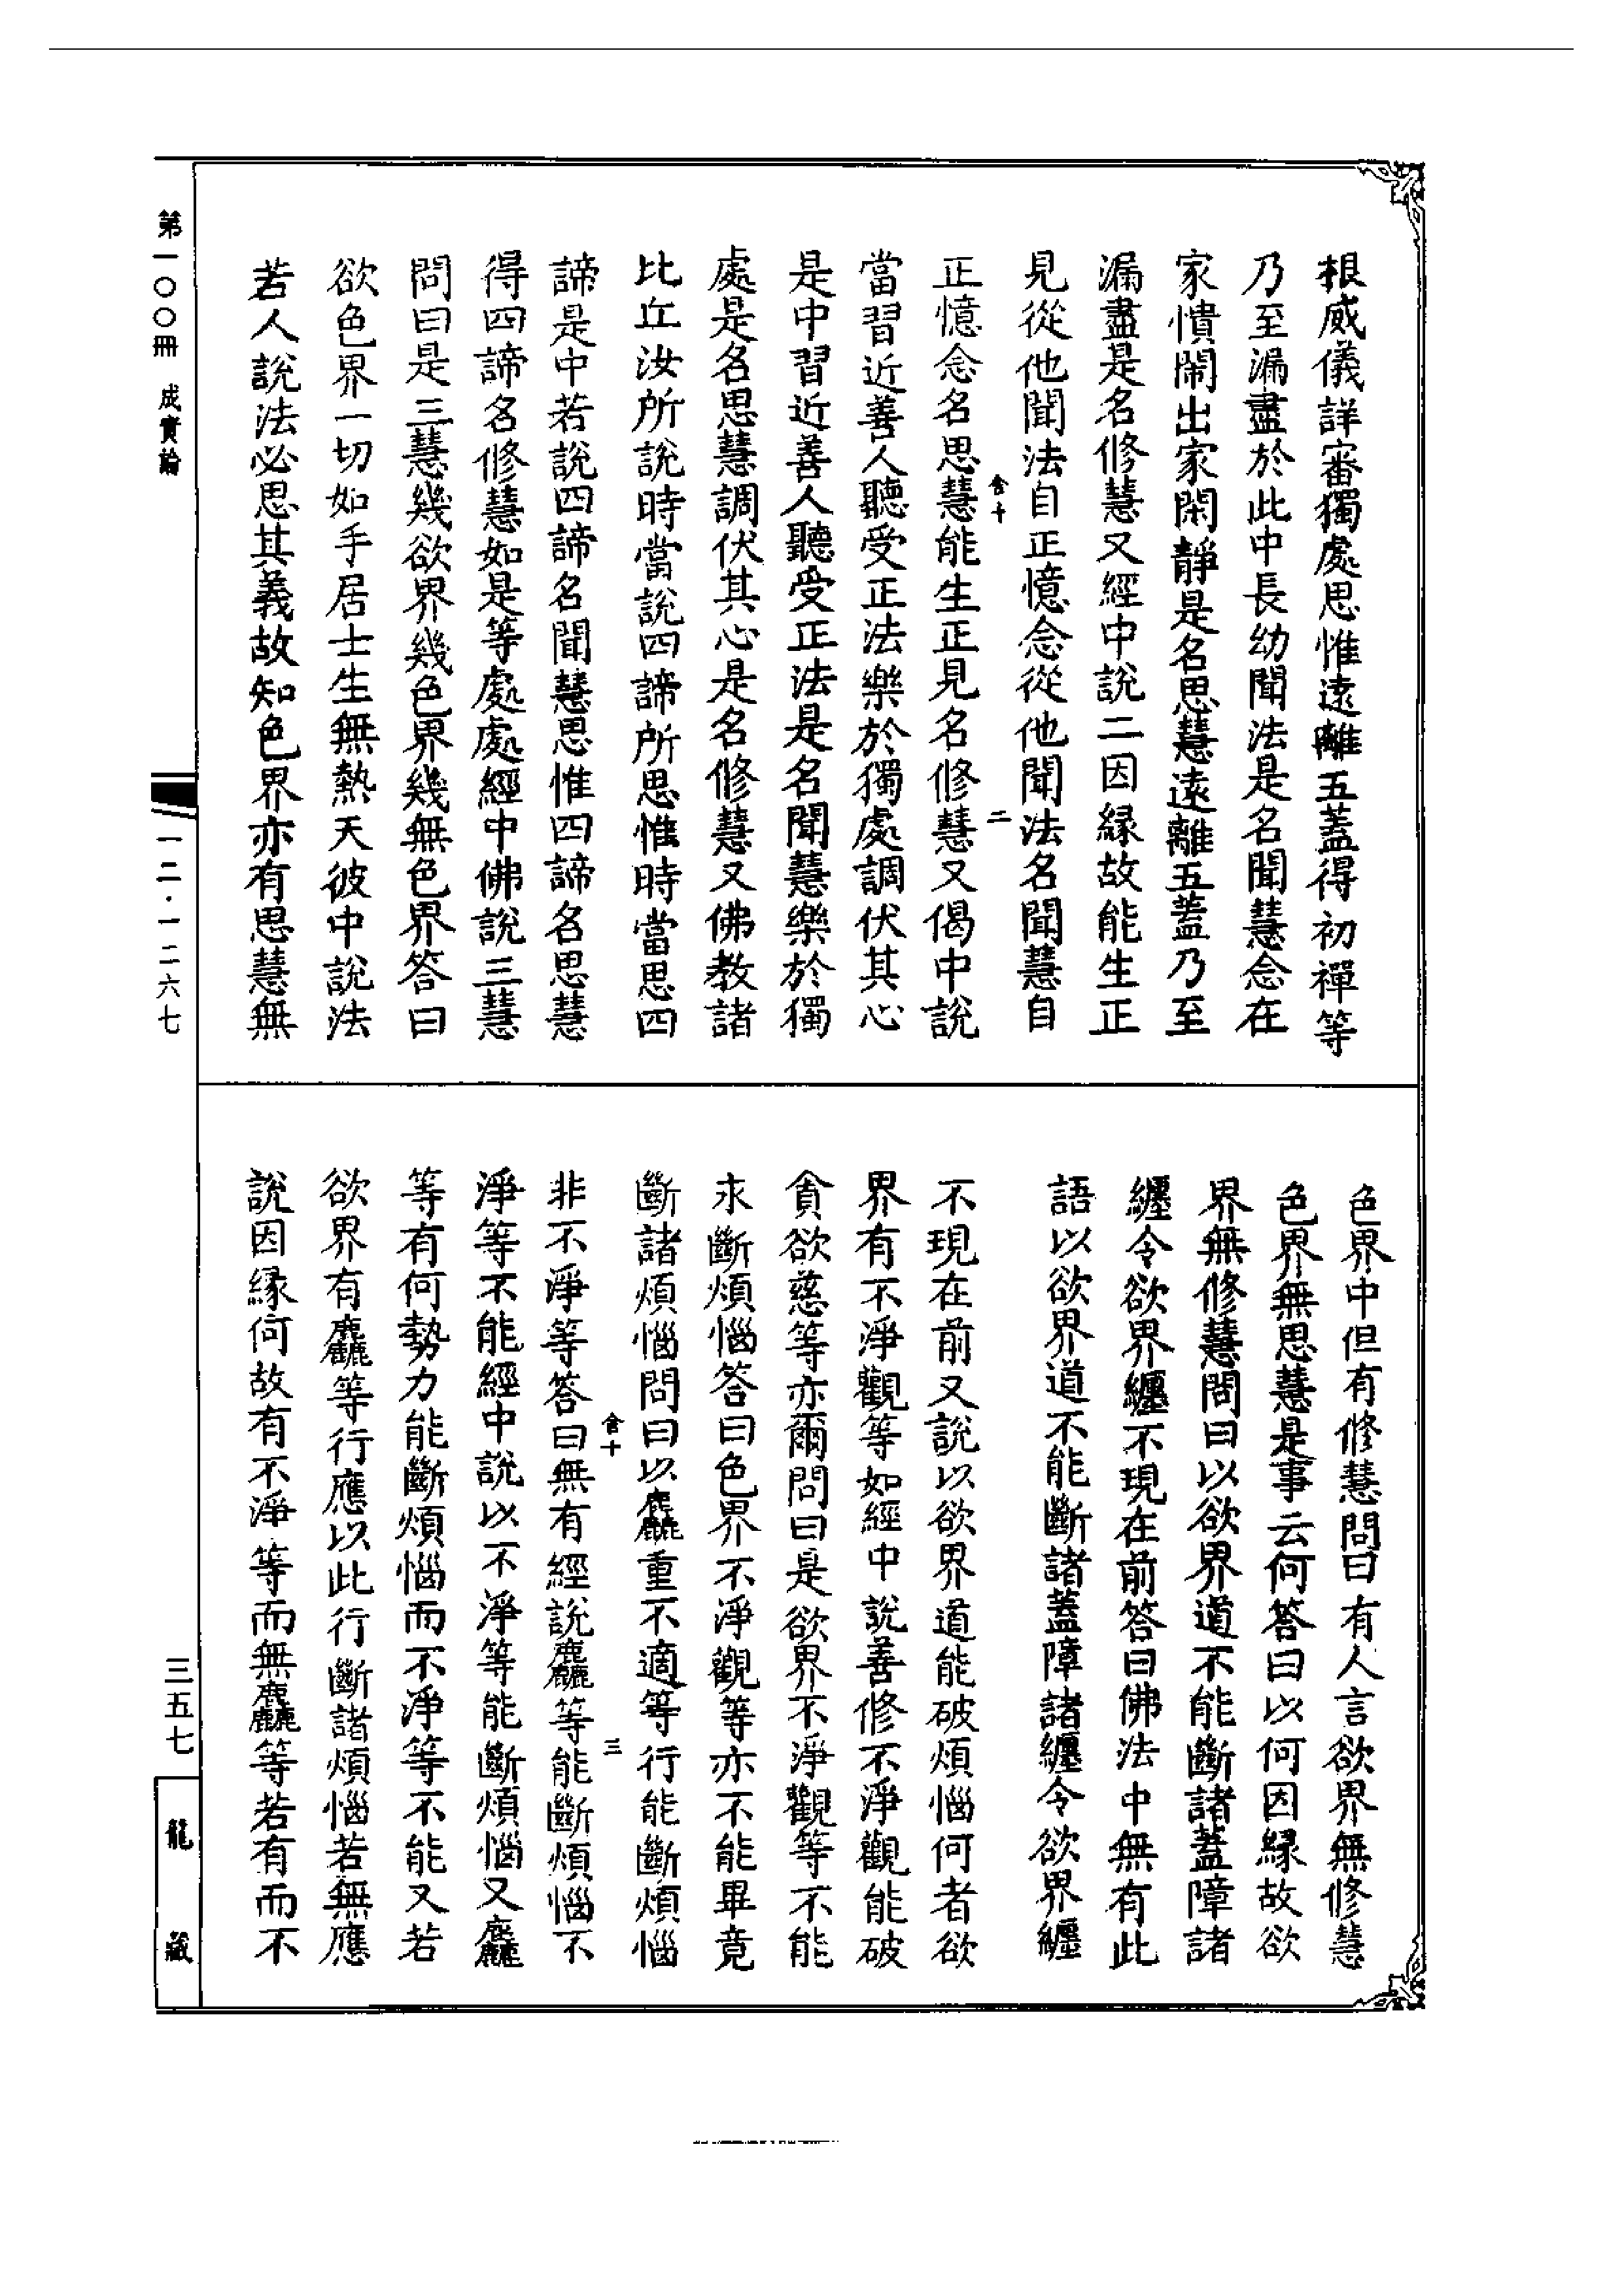 根威儀詳審獨處思惟遠離五蓋得初禪等
乃至漏盡於此中長幼聞法是名聞慧念在
家憒閙出家閑靜是名思慧遠離五蓋乃至
漏盡是名修慧又經中說二因縁故能生正
見從他聞法自正憶念從他聞法名聞慧自
含十 二
正憶念名思慧能生正見名修慧又偈中說
當習近善人聽受正法樂於獨處調伏其心
是中習近善人聽受正法是名聞慧樂於獨
處是名思慧調伏其心是名修慧又佛教諸
比丘汝所說時當說四諦所思惟時當思四
諦是中若說四諦名聞慧思惟四諦名思慧
得四諦名修慧如是等處處經中佛說三慧
問曰是三慧幾欲界幾色界幾無色界答曰
欲色界一切如手居士生無熱天彼中說法
若人說法必思其義故知色界亦有思慧無
色界中但有修慧問曰有人言欲界無修慧
色界無思慧是事云何答曰以何因縁故欲
界無修慧問曰以欲界道不能斷諸蓋障諸
纏令欲界纏不現在前答曰佛法中無有此
語以欲界道不能斷諸蓋障諸纏令欲界纏
不現在前又說以欲界道能破煩惱何者欲
界有不淨觀等如經中說善修不淨觀能破
貪欲慈等亦爾問曰是欲界不淨觀等不能
永斷煩惱答曰色界不淨觀等亦不能畢竟
斷諸煩惱問曰以麤重不適等行能斷煩惱
含十 三
非不淨等答曰無有經說麤等能斷煩惱不
淨等不能經中說以不淨等能斷煩惱又麤
等有何勢力能斷煩惱而不淨等不能又若
欲界有麤等行應以此行斷諸煩惱若無應
說因縁何故有不淨等而無麤等若有而不
第一〇〇冊 成實論
一二·一二六七
三五七
龍藏